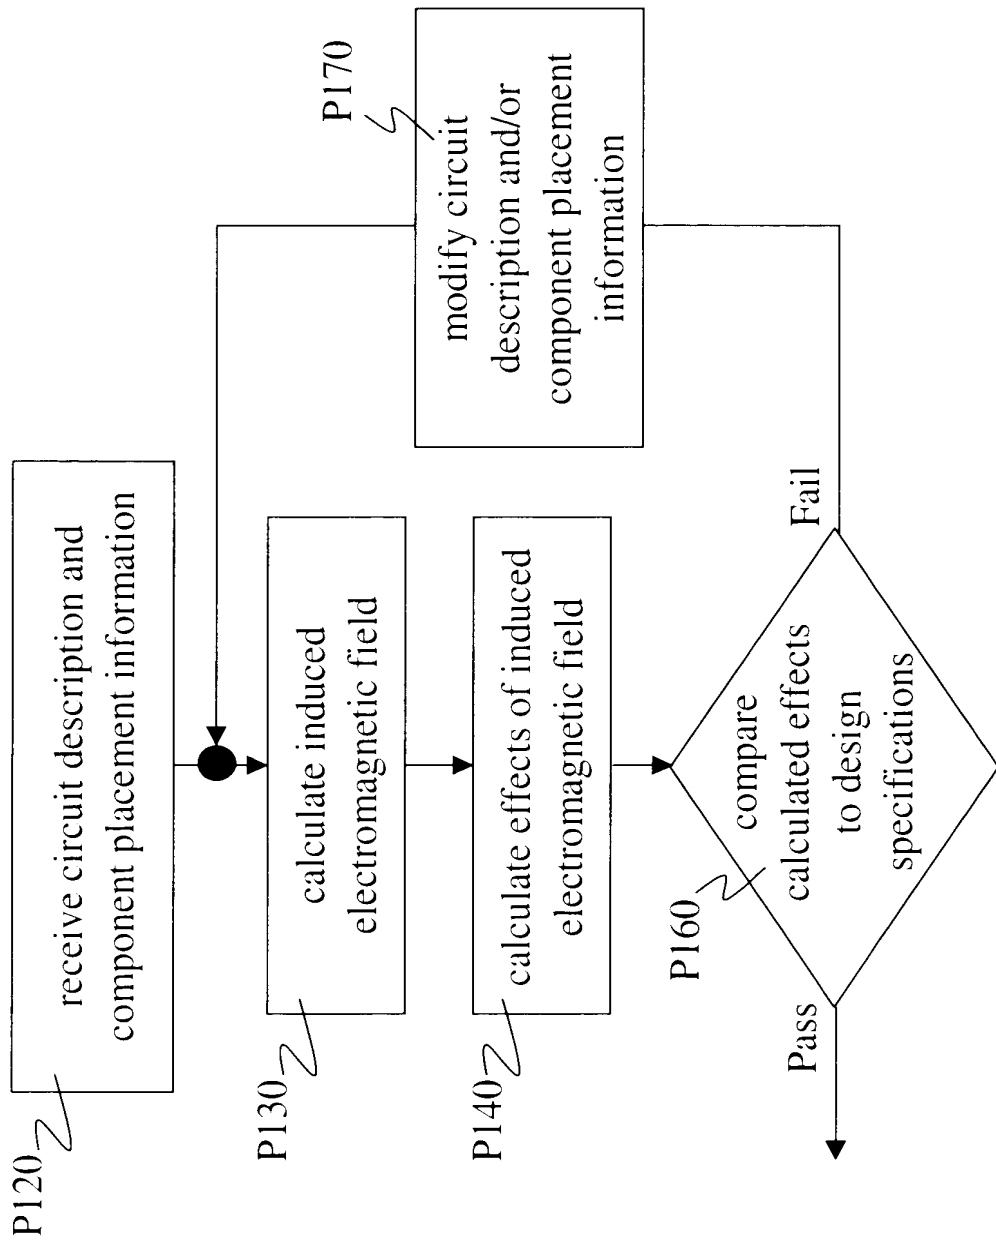 P120
receive circuit description and
component placement information
P130
calculate induced
electromagnetic field
P140
calculate effects of induced
electromagnetic field
P160
compare
calculated effects
to design
specifications
Pass
Fail
P170
modify circuit
description and/or
component placement
information